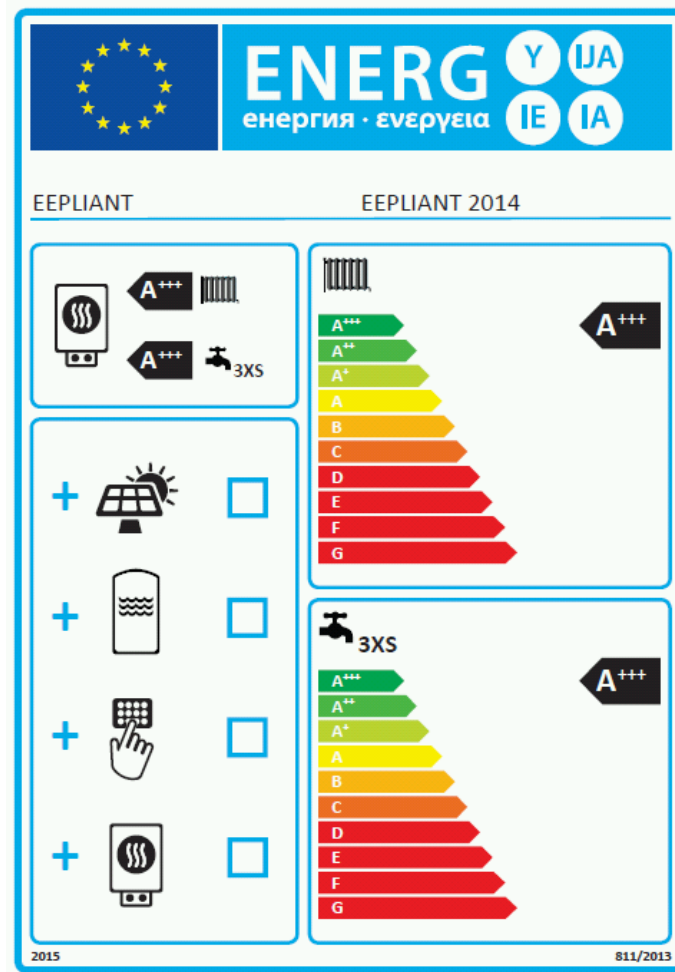 ENERG
Y
IJA
енергия · ενεργεια
IE
IA
EEPLIANT
EEPLIANT 2014
A+++
A+++
3XS
A+++
A++
A+
A
B
C
D
E
F
G
A+++
3XS
A+++
A++
A+
A
B
C
D
E
F
G
A+++
2015
811/2013